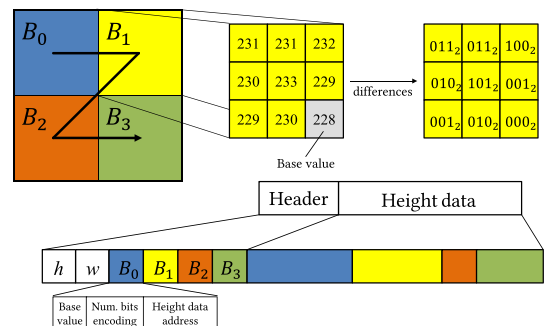 B₀ B₁
B₂ B₃
231 231 232
230 233 229
229 230 228
Base value
differences
011₂ 011₂ 100₂
010₂ 101₂ 001₂
001₂ 010₂ 000₂
Header Height data
h w B₀ B₁ B₂ B₃
Base Num. bits Height data
value encoding address